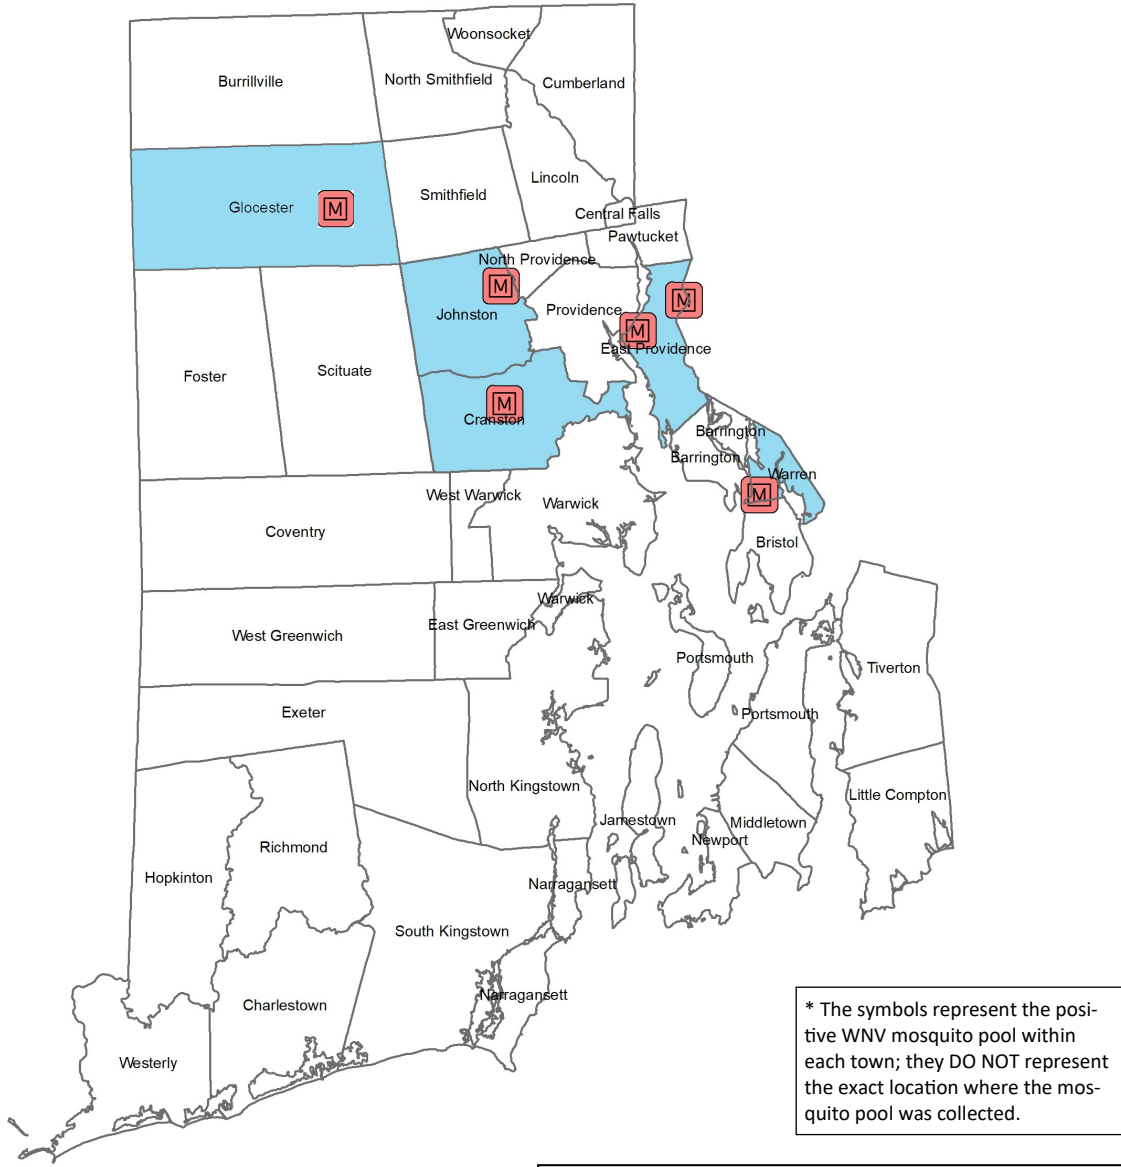 Woonsocket
Burrillville
North Smithfield
Cumberland
Lincoln
Smithfield
Glocester
M
Central Falls
Pawtucket
North Providence
M
M
Johnston
Providence
M
East Providence
Foster
Scituate
M
Cranston
Barrington
Barrington
Warren
M
West Warwick
Warwick
Coventry
Bristol
Warwick
East Greenwich
West Greenwich
Portsmouth
Tiverton
Exeter
Portsmouth
North Kingstown
Little Compton
Jamestown
Middletown
Newport
Richmond
Hopkinton
Narragansett
South Kingstown
Narragansett
Charlestown
Westerly
* The symbols represent the posi-
tive WNV mosquito pool within
each town; they DO NOT represent
the exact location where the mos-
quito pool was collected.